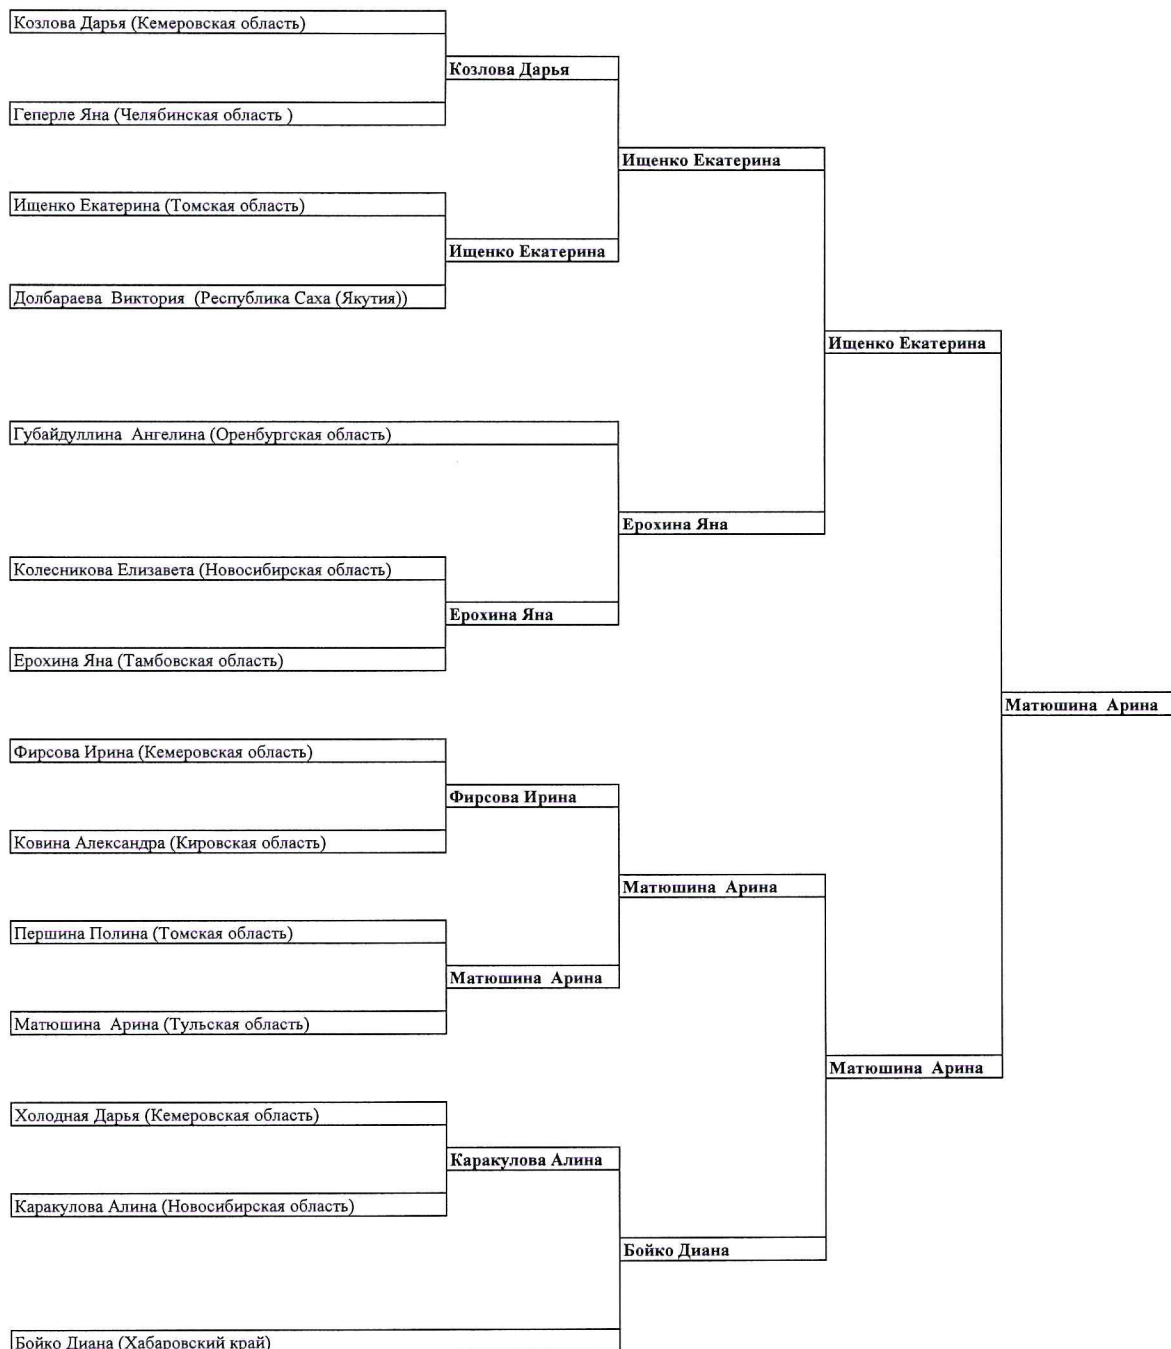 Козлова Дарья (Кемеровская область)
Козлова Дарья
Геперле Яна (Челябинская область )
Ищенко Екатерина
Ищенко Екатерина (Томская область)
Ищенко Екатерина
Долбараева  Виктория  (Республика Саха (Якутия))
Ищенко Екатерина
Губайдуллина  Ангелина (Оренбургская область)
Ерохина Яна
Колесникова Елизавета (Новосибирская область)
Ерохина Яна
Ерохина Яна (Тамбовская область)
Матюшина  Арина
Фирсова Ирина (Кемеровская область)
Фирсова Ирина
Ковина Александра (Кировская область)
Матюшина  Арина
Першина Полина (Томская область)
Матюшина  Арина
Матюшина  Арина (Тульская область)
Матюшина  Арина
Холодная Дарья (Кемеровская область)
Каракулова Алина
Каракулова Алина (Новосибирская область)
Бойко Диана
Бойко Диана (Хабаровский край)